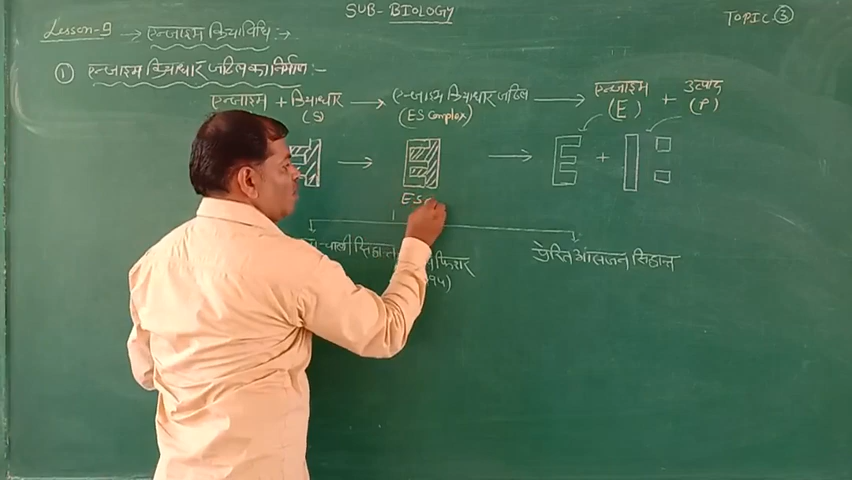 SUB- BIOLOGY
TOPIC. ③
Lesson-9 → एन्जाइम क्रियाविधि :→
① एन्जाइम क्रियाधार जटिल का निर्माण :-
एन्जाइम + क्रियाधार → एन्जाइम क्रियाधार जटिल → एन्जाइम + उत्पाद
(S) (ES Complex) (E) (P)
→ → +
ES
सिद्धान्त फिशर प्रेरित आसंजन सिद्धान्त